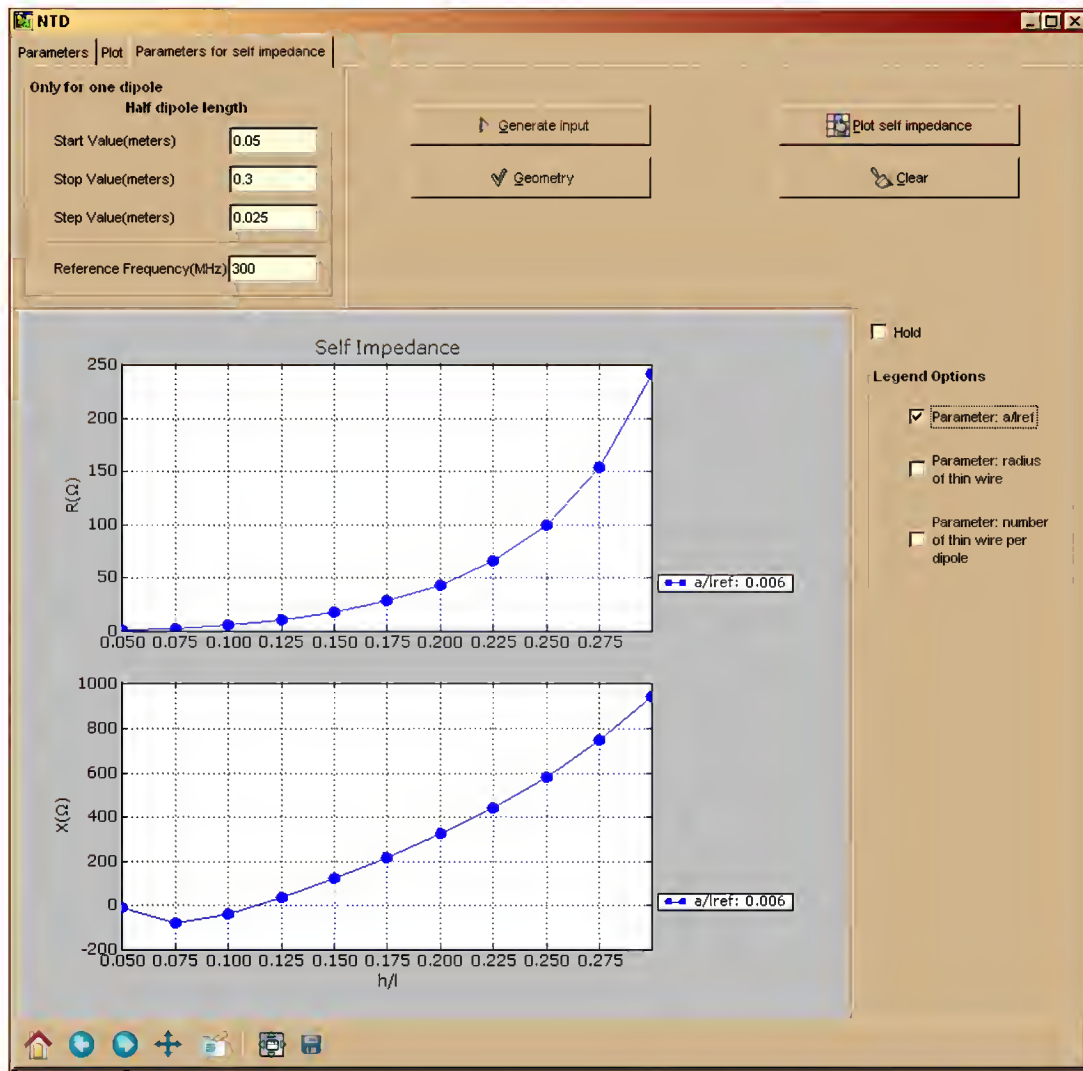 NTD
Parameters
Plot
Parameters for self impedance
Only for one dipole
Half dipole length
Start Value(meters)
0.05
Stop Value(meters)
0.3
Step Value(meters)
0.025
Reference Frequency(MHz)
300
Generate input
Geometry
Plot self impedance
Clear
Hold
Legend Options
Parameter: a/lref
Parameter: radius
of thin wire
Parameter: number
of thin wire per
dipole
Self Impedance
250
200
150
100
50
0
R(Ω)
0.050 0.075 0.100 0.125 0.150 0.175 0.200 0.225 0.250 0.275
a/lref: 0.006
1000
800
600
400
200
0
-200
X(Ω)
0.050 0.075 0.100 0.125 0.150 0.175 0.200 0.225 0.250 0.275
h/l
a/lref: 0.006